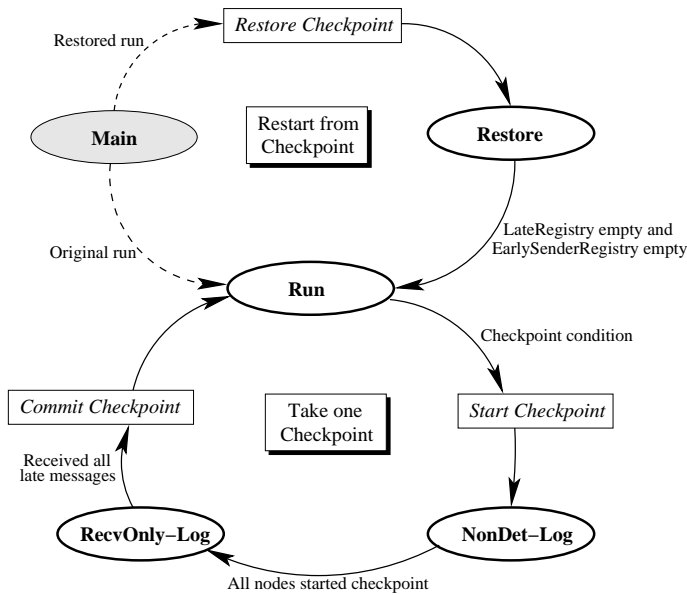 Restore Checkpoint
Restored run
Main
Restart from
Checkpoint
Restore
LateRegistry empty and
EarlySenderRegistry empty
Original run
Run
Checkpoint condition
Commit Checkpoint
Take one
Checkpoint
Start Checkpoint
Received all
late messages
RecvOnly−Log
NonDet−Log
All nodes started checkpoint